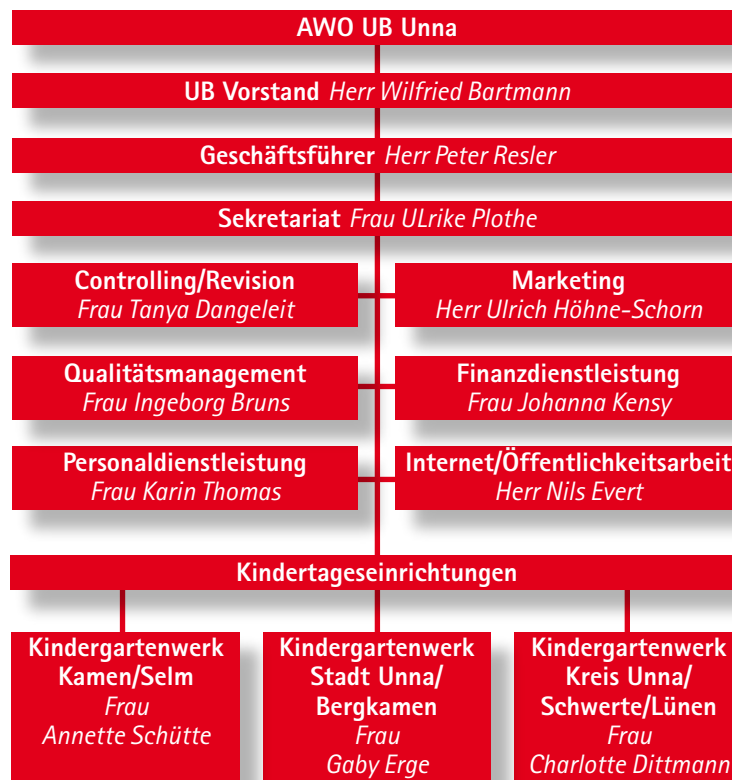 AWO UB Unna
UB Vorstand Herr Wilfried Bartmann
Geschäftsführer Herr Peter Resler
Sekretariat Frau ULrike Plothe
Controlling/Revision
Frau Tanya Dangeleit
Marketing
Herr Ulrich Höhne-Schorn
Qualitätsmanagement
Frau Ingeborg Bruns
Finanzdienstleistung
Frau Johanna Kensy
Personaldienstleistung
Frau Karin Thomas
Internet/Öffentlichkeitsarbeit
Herr Nils Evert
Kindertageseinrichtungen
Kindergartenwerk
Kamen/Selm
Frau
Annette Schütte
Kindergartenwerk
Stadt Unna/
Bergkamen
Frau
Gaby Erge
Kindergartenwerk
Kreis Unna/
Schwerte/Lünen
Frau
Charlotte Dittmann